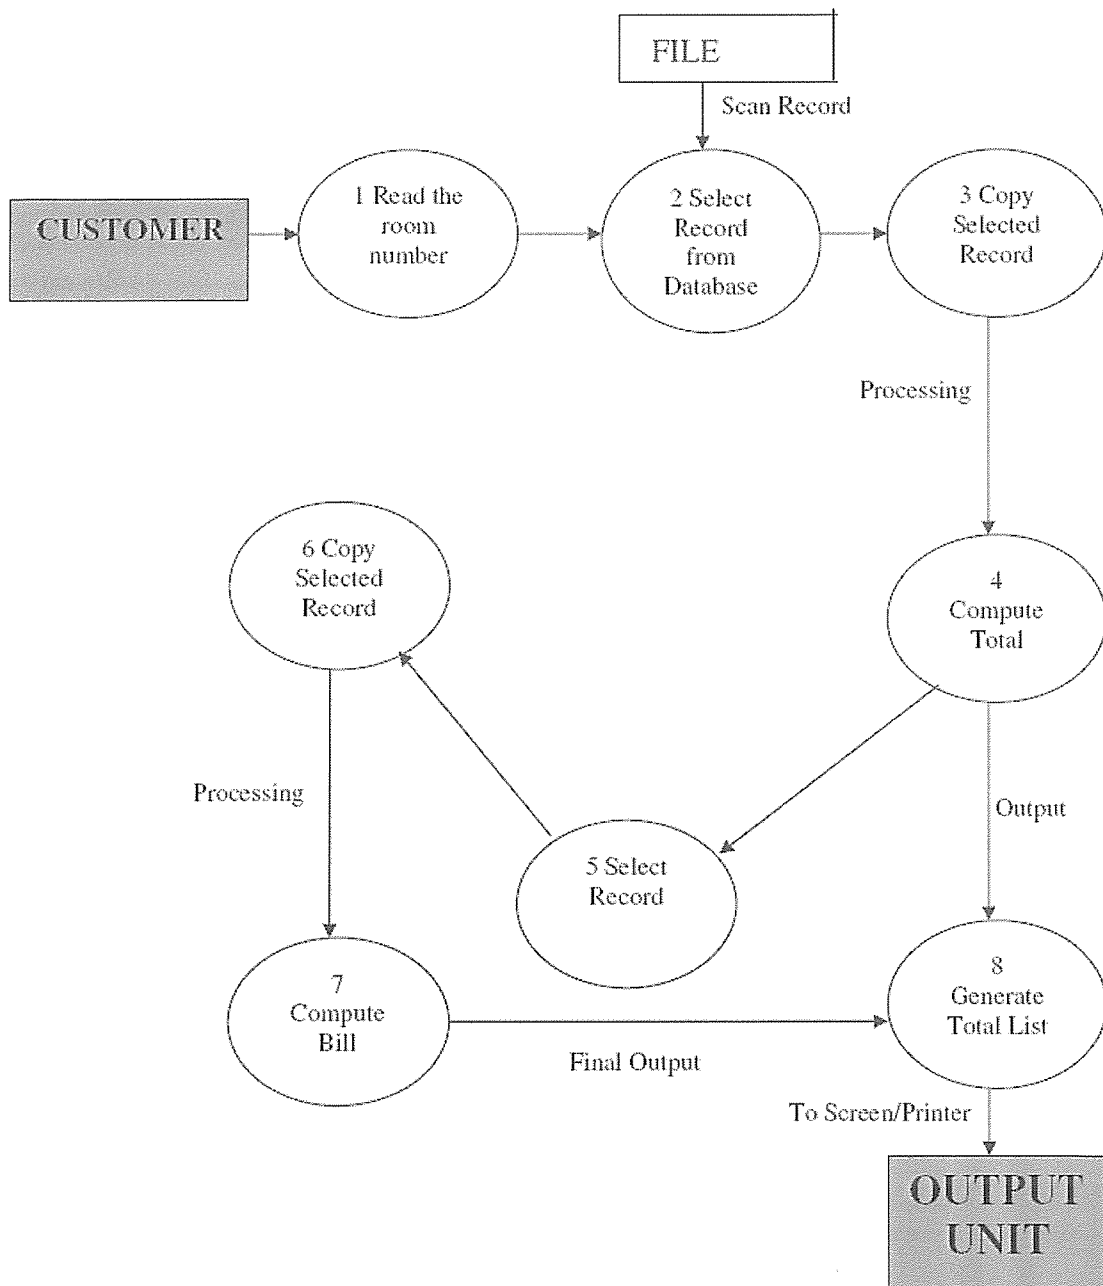 FILE
Scan Record
CUSTOMER
1 Read the
room
number
2 Select
Record
from
Database
3 Copy
Selected
Record
Processing
4
Compute
Total
6 Copy
Selected
Record
Processing
Output
5 Select
Record
7
Compute
Bill
8
Generate
Total List
Final Output
To Screen/Printer
OUTPUT
UNIT